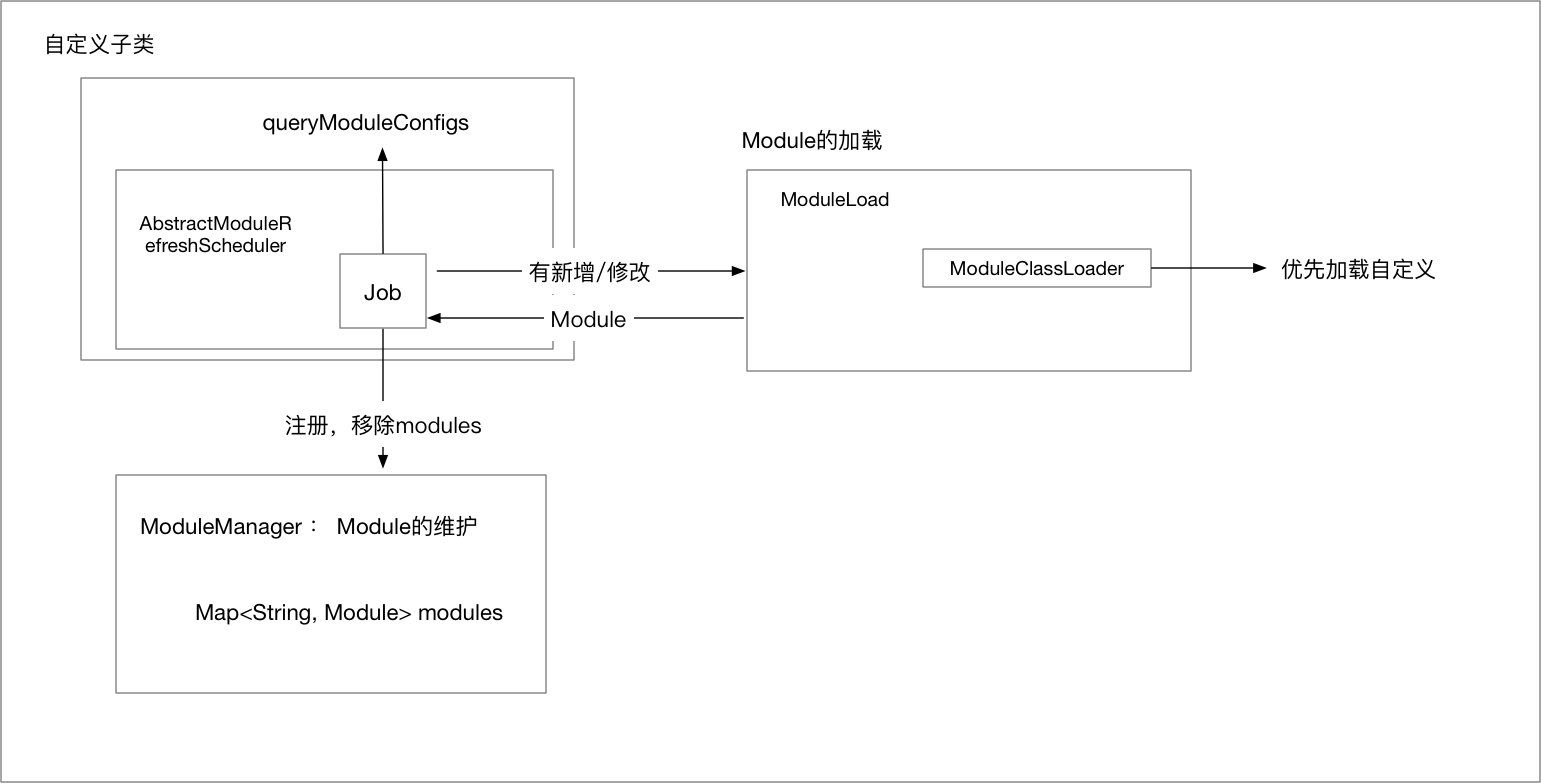 自定义子类
queryModuleConfigs
Module的加载
AbstractModuleR
efreshScheduler
ModuleLoad
Job
有新增/修改
ModuleClassLoader
优先加载自定义
Module
注册，移除modules
ModuleManager： Module的维护
Map<String, Module> modules